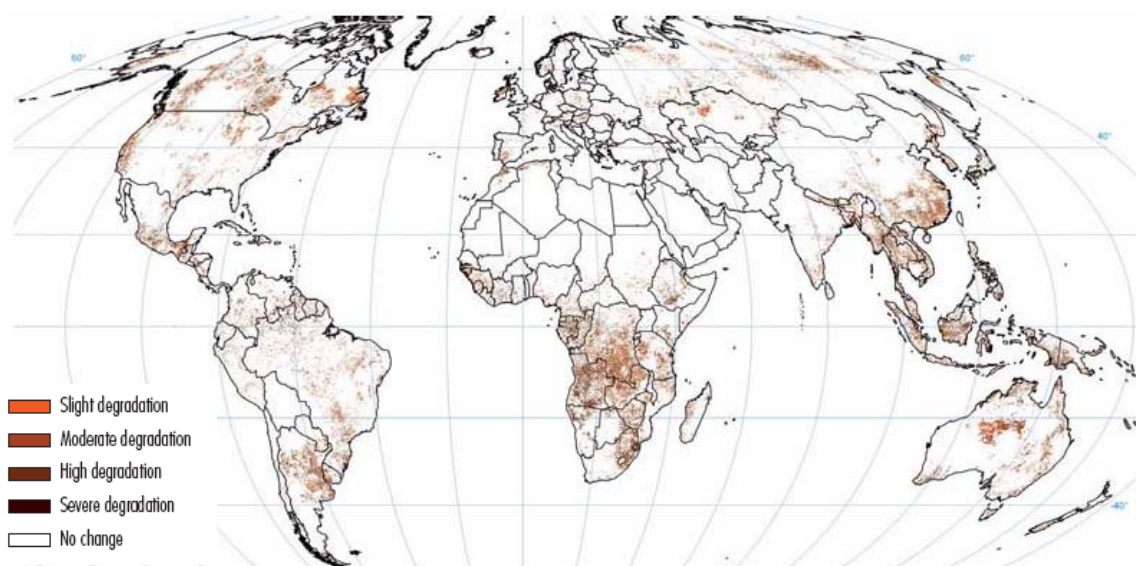 60°
60°
40°
-40°
Slight degradation
Moderate degradation
High degradation
Severe degradation
No change